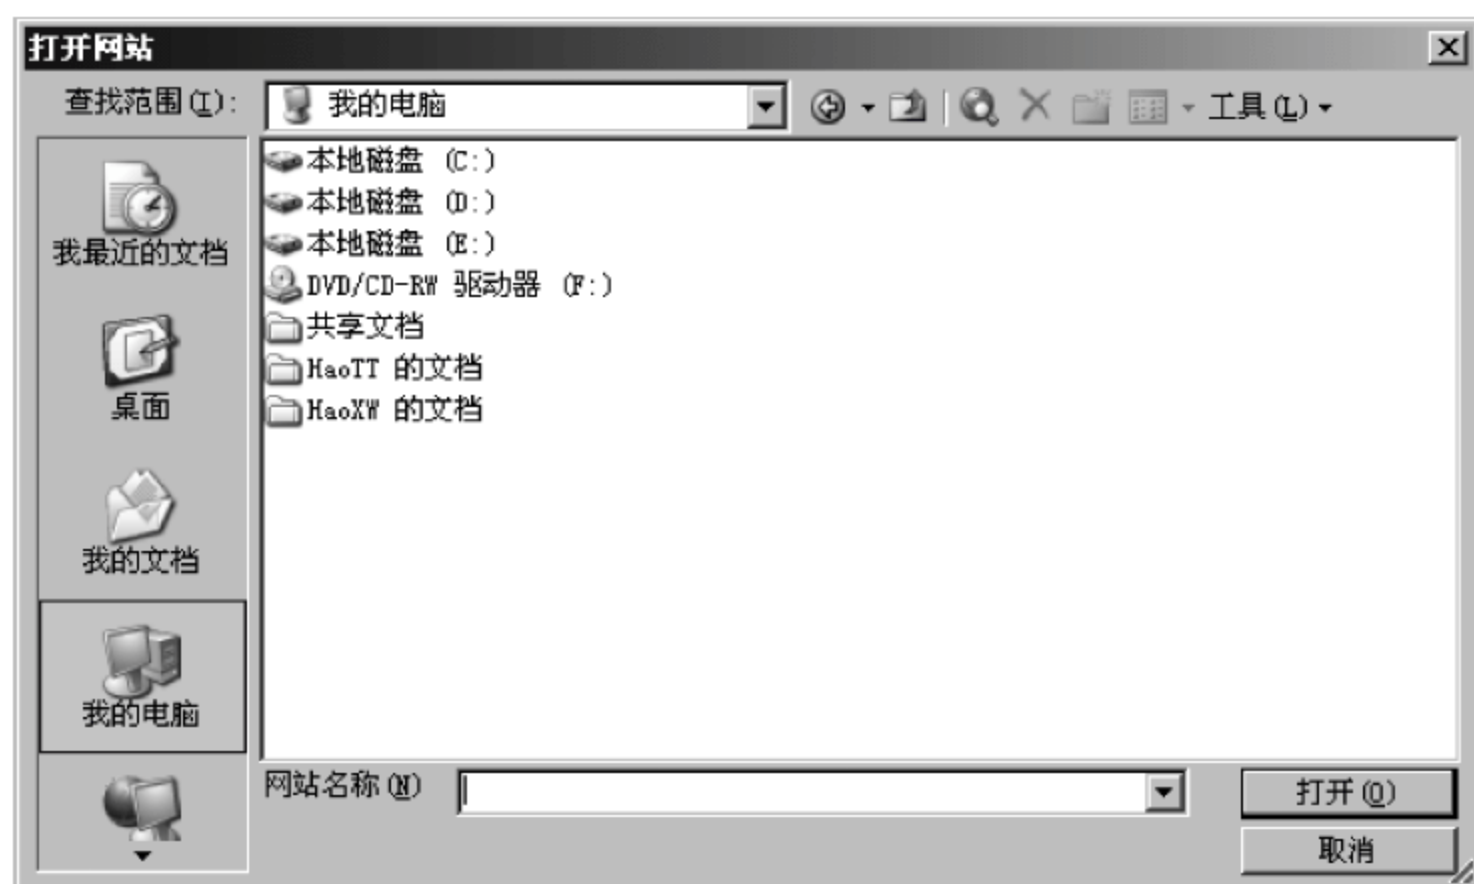 打开网站
查找范围(I):
我的电脑
工具(L)
我最近的文档
桌面
我的文档
我的电脑
本地磁盘 (C:)
本地磁盘 (D:)
本地磁盘 (E:)
DVD/CD-RW 驱动器 (F:)
共享文档
HaoTT 的文档
HaoXW 的文档
网站名称(N)
打开(O)
取消